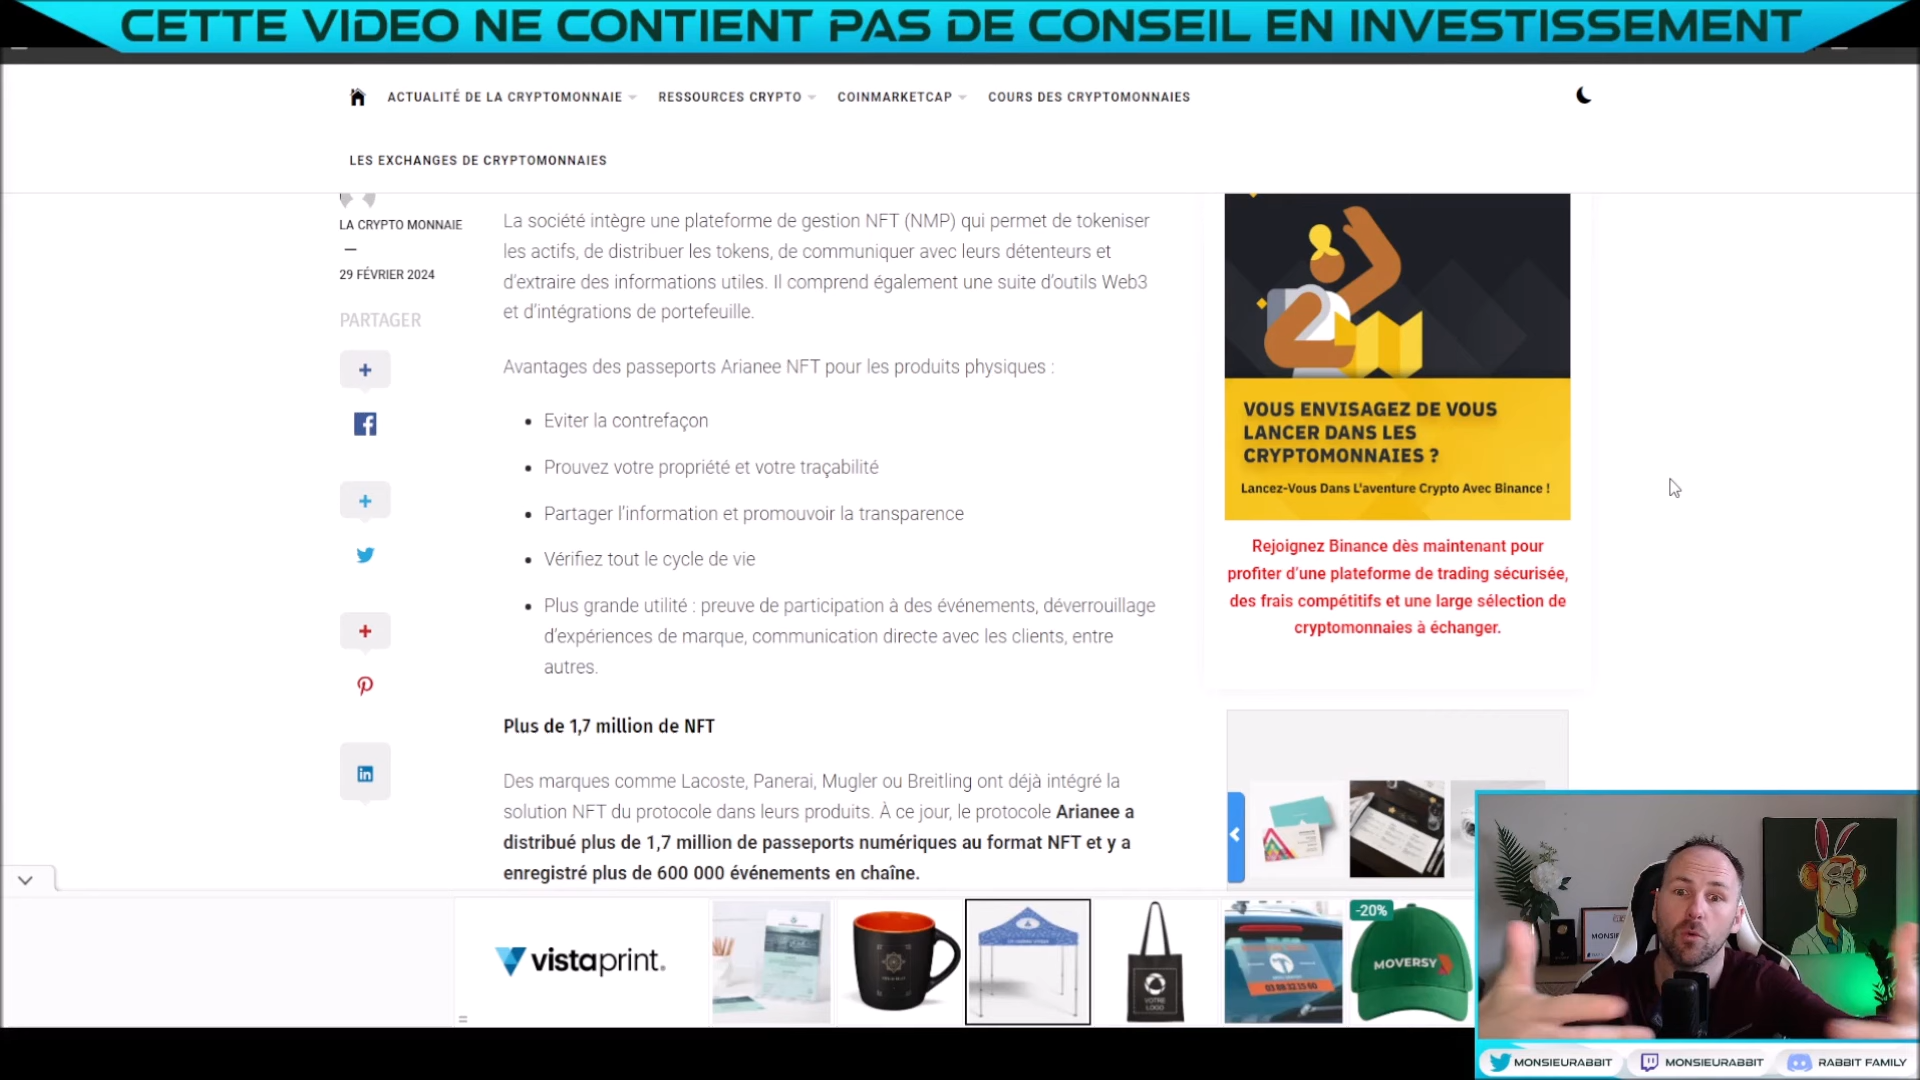 CETTE VIDEO NE CONTIENT PAS DE CONSEIL EN INVESTISSEMENT
ACTUALITÉ DE LA CRYPTOMONNAIE
RESSOURCES CRYPTO
COINMARKETCAP
COURS DES CRYPTOMONNAIES
LES EXCHANGES DE CRYPTOMONNAIES
LA CRYPTO MONNAIE
—
29 FÉVRIER 2024
PARTAGER
La société intègre une plateforme de gestion NFT (NMP) qui permet de tokeniser
les actifs, de distribuer les tokens, de communiquer avec leurs détenteurs et
d'extraire des informations utiles. Il comprend également une suite d'outils Web3
et d'intégrations de portefeuille.
Avantages des passeports Arianee NFT pour les produits physiques :
• Eviter la contrefaçon
• Prouvez votre propriété et votre traçabilité
• Partager l'information et promouvoir la transparence
• Vérifiez tout le cycle de vie
• Plus grande utilité : preuve de participation à des événements, déverrouillage
d'expériences de marque, communication directe avec les clients, entre
autres.
Plus de 1,7 million de NFT
Des marques comme Lacoste, Panerai, Mugler ou Breitling ont déjà intégré la
solution NFT du protocole dans leurs produits. À ce jour, le protocole Arianee a
distribué plus de 1,7 million de passeports numériques au format NFT et y a
enregistré plus de 600 000 événements en chaîne.
VOUS ENVISAGEZ DE VOUS
LANCER DANS LES
CRYPTOMONNAIES ?
Lancez-Vous Dans L'aventure Crypto Avec Binance !
Rejoignez Binance dès maintenant pour
profiter d'une plateforme de trading sécurisée,
des frais compétitifs et une large sélection de
cryptomonnaies à échanger.
vistaprint.
VOTRE
LOGO
03 88 32 15 60
-20%
MOVERSY
MONSIE
MONSIEURABBIT
MONSIEURABBIT
RABBIT FAMILY